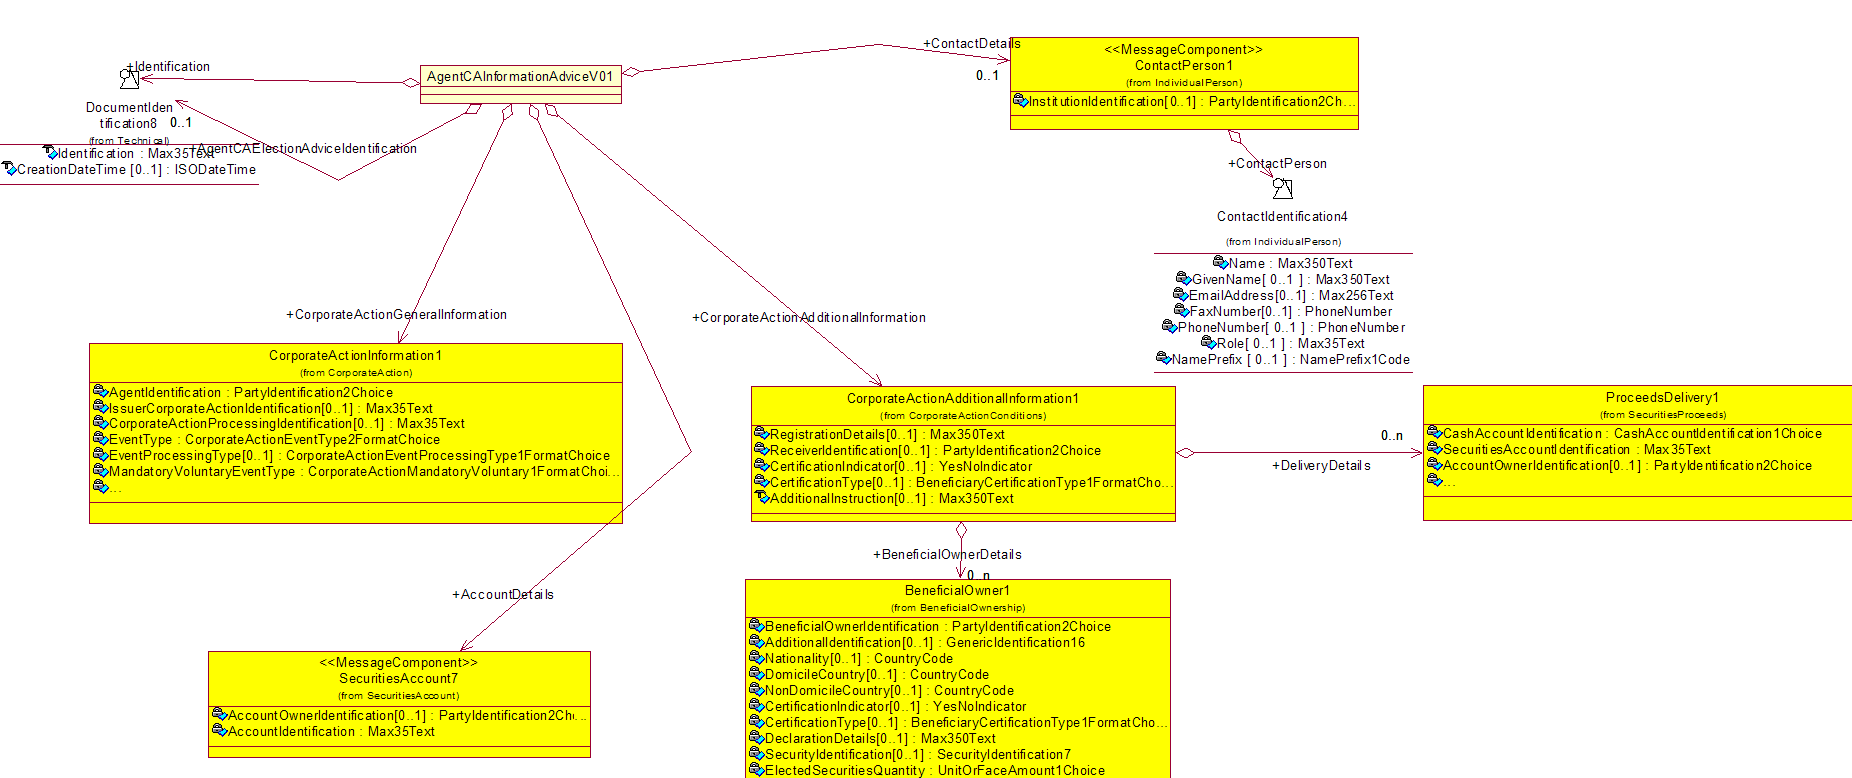 +Identification
DocumentIden
tification8
0..1
(from Technical)
Identification : Max35Text
CreationDateTime [0..1] : ISODateTime
+AgentCAElectionAdviceIdentification
AgentCAInformationAdviceV01
+ContactDetails
0..1
<<MessageComponent>>
ContactPerson1
(from IndividualPerson)
InstitutionIdentification[0..1] : PartyIdentification2Ch...
+ContactPerson
ContactIdentification4
(from IndividualPerson)
Name : Max350Text
GivenName[ 0..1 ] : Max350Text
EmailAddress[0..1] : Max256Text
FaxNumber[0..1] : PhoneNumber
PhoneNumber[ 0..1 ] : PhoneNumber
Role[ 0..1 ] : Max35Text
NamePrefix [ 0..1 ] : NamePrefix1Code
+CorporateActionGeneralInformation
CorporateActionInformation1
(from CorporateAction)
AgentIdentification : PartyIdentification2Choice
IssuerCorporateActionIdentification[0..1] : Max35Text
CorporateActionProcessingIdentification[0..1] : Max35Text
EventType : CorporateActionEventType2FormatChoice
EventProcessingType[0..1] : CorporateActionEventProcessingType1FormatChoice
MandatoryVoluntaryEventType : CorporateActionMandatoryVoluntary1FormatChoi...
...
+CorporateActionAdditionalInformation
CorporateActionAdditionalInformation1
(from CorporateActionConditions)
RegistrationDetails[0..1] : Max350Text
ReceiverIdentification[0..1] : PartyIdentification2Choice
CertificationIndicator[0..1] : YesNoIndicator
CertificationType[0..1] : BeneficiaryCertificationType1FormatCho...
AdditionalInstruction[0..1] : Max350Text
0..n
+DeliveryDetails
ProceedsDelivery1
(from SecuritiesProceeds)
CashAccountIdentification : CashAccountIdentification1Choice
SecuritiesAccountIdentification : Max35Text
AccountOwnerIdentification[0..1] : PartyIdentification2Choice
...
+BeneficialOwnerDetails
0..n
BeneficialOwner1
(from BeneficialOwnership)
BeneficialOwnerIdentification : PartyIdentification2Choice
AdditionalIdentification[0..1] : GenericIdentification16
Nationality[0..1] : CountryCode
DomicileCountry[0..1] : CountryCode
NonDomicileCountry[0..1] : CountryCode
CertificationIndicator[0..1] : YesNoIndicator
CertificationType[0..1] : BeneficiaryCertificationType1FormatCho...
DeclarationDetails[0..1] : Max350Text
SecurityIdentification[0..1] : SecurityIdentification7
ElectedSecuritiesQuantity : UnitOrFaceAmount1Choice
+AccountDetails
<<MessageComponent>>
SecuritiesAccount7
(from SecuritiesAccount)
AccountOwnerIdentification[0..1] : PartyIdentification2Ch...
AccountIdentification : Max35Text